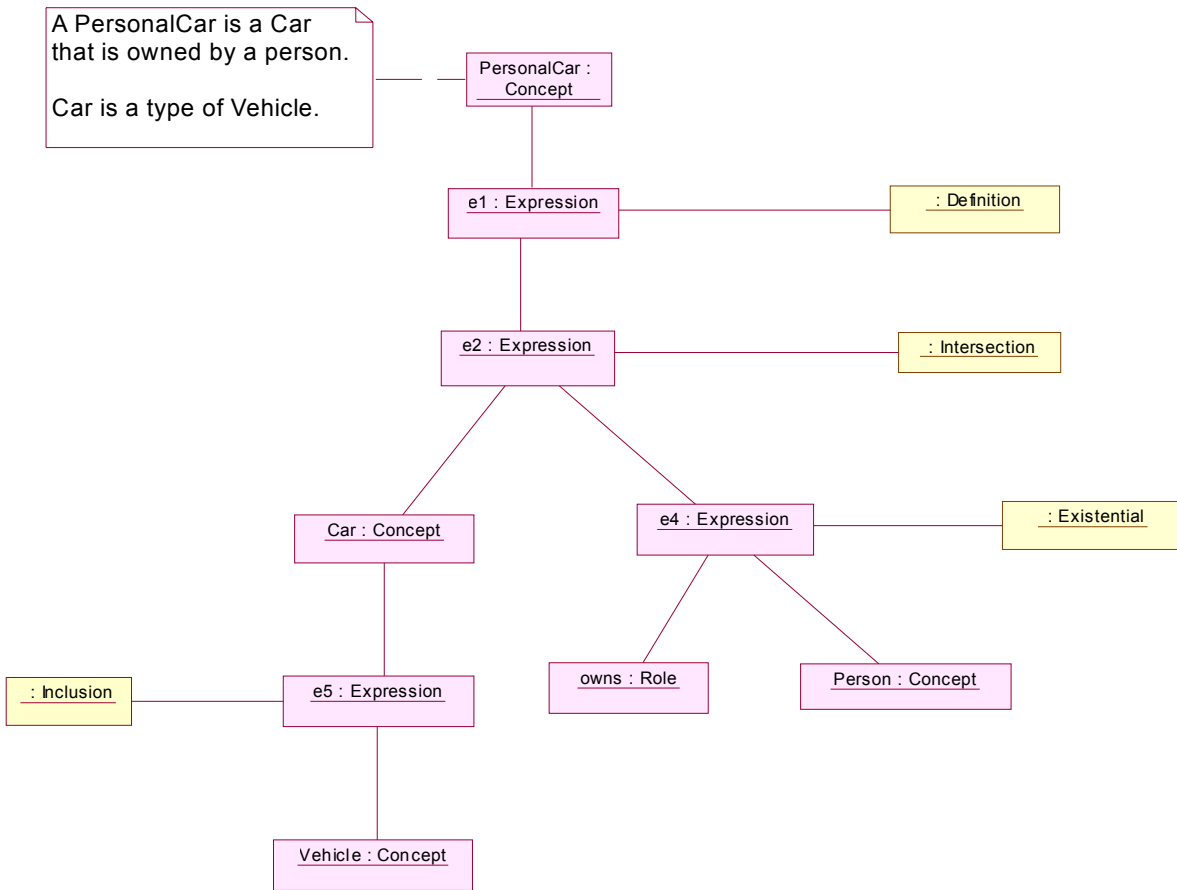 A PersonalCar is a Car
that is owned by a person.
Car is a type of Vehicle.
PersonalCar :
Concept
e1 : Expression
: Definition
e2 : Expression
: Intersection
Car : Concept
e4 : Expression
: Existential
: Inclusion
e5 : Expression
owns : Role
Person : Concept
Vehicle : Concept